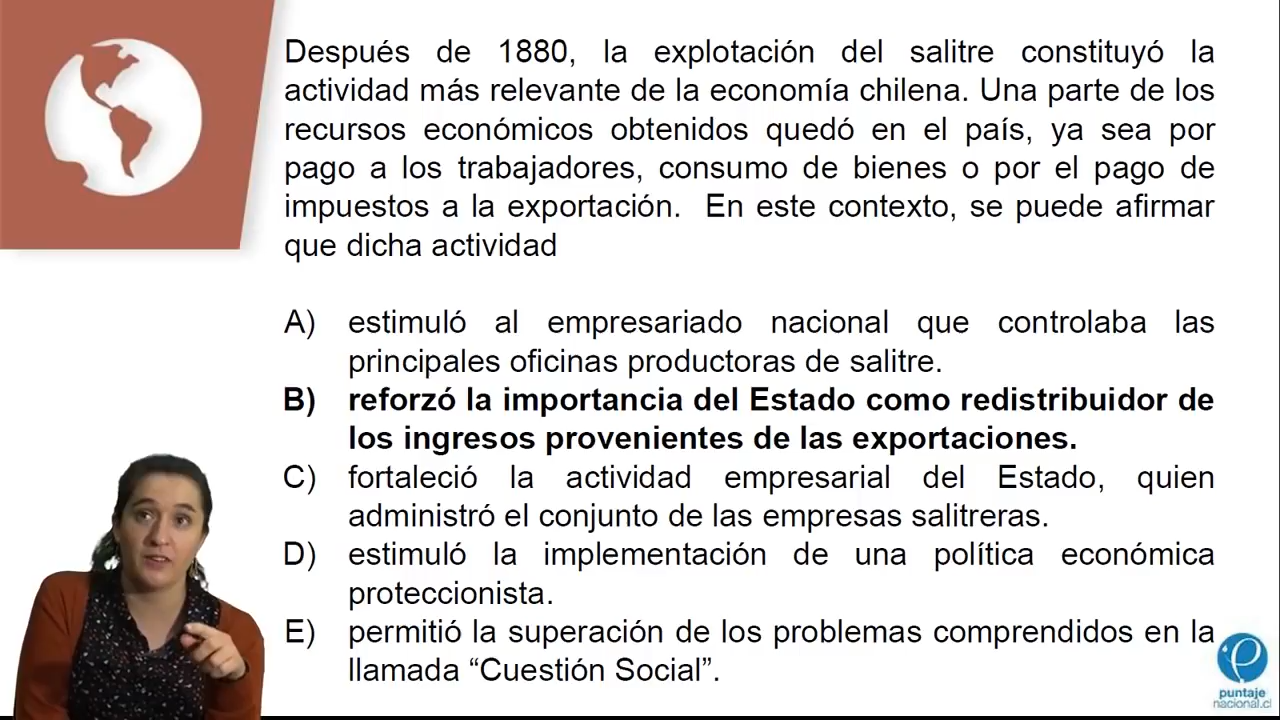 Después de 1880, la explotación del salitre constituyó la
actividad más relevante de la economía chilena. Una parte de los
recursos económicos obtenidos quedó en el país, ya sea por
pago a los trabajadores, consumo de bienes o por el pago de
impuestos a la exportación. En este contexto, se puede afirmar
que dicha actividad
A) estimuló al empresariado nacional que controlaba las
principales oficinas productoras de salitre.
B) reforzó la importancia del Estado como redistribuidor de
los ingresos provenientes de las exportaciones.
C) fortaleció la actividad empresarial del Estado, quien
administró el conjunto de las empresas salitreras.
D) estimuló la implementación de una política económica
proteccionista.
E) permitió la superación de los problemas comprendidos en la
llamada “Cuestión Social”.
puntaje
nacional.cl